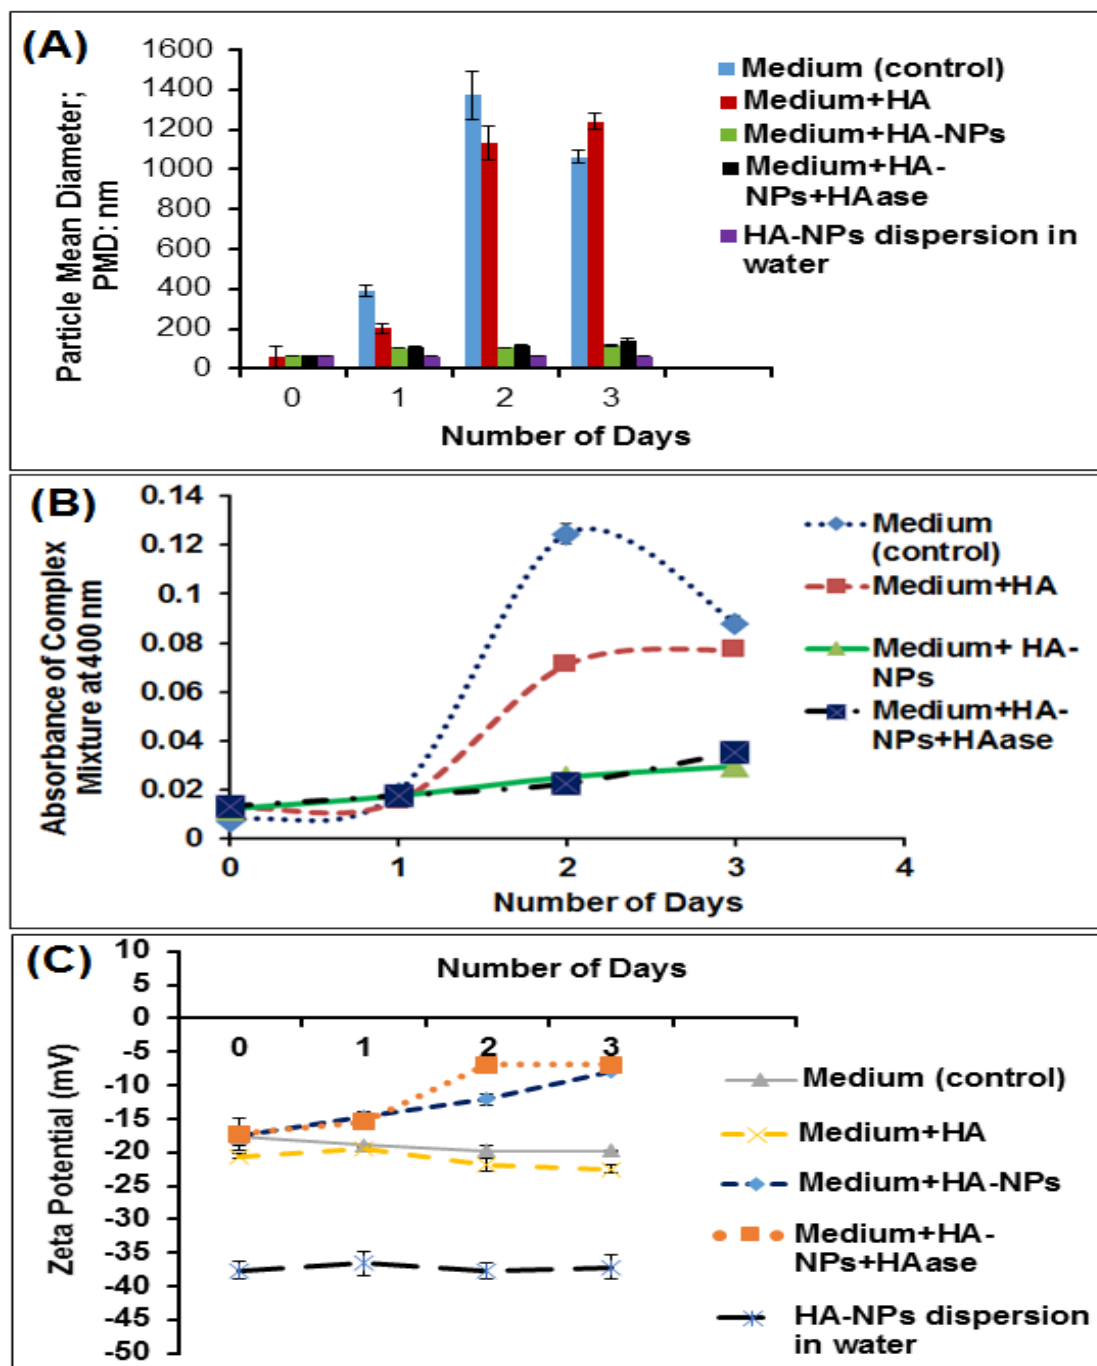 (A)
1600
1400
1200
1000
800
600
400
200
0
Particle Mean Diameter;
PMD: nm
0 1 2 3
Number of Days
Medium (control)
Medium+HA
Medium+HA-NPs
Medium+HA-
NPs+HAase
HA-NPs dispersion in
water
(B)
0.14
0.12
0.1
0.08
0.06
0.04
0.02
0
Absorbance of Complex
Mixture at 400 nm
0 1 2 3 4
Number of Days
Medium
(control)
Medium+HA
Medium+ HA-
NPs
Medium+HA-
NPs+HAase
(C)
10
5
0
-5
-10
-15
-20
-25
-30
-35
-40
-45
-50
Zeta Potential (mV)
Number of Days
0 1 2 3
Medium (control)
Medium+HA
Medium+HA-NPs
Medium+HA-
NPs+HAase
HA-NPs dispersion
in water